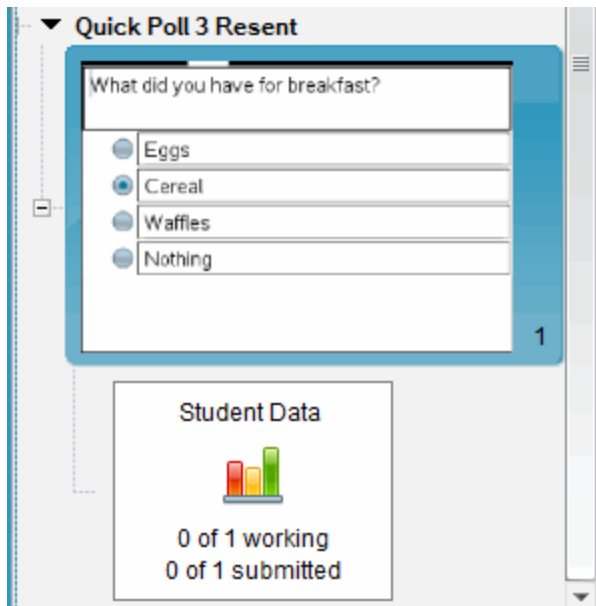 Quick Poll 3 Resent
What did you have for breakfast?
Eggs
Cereal
Waffles
Nothing
1
Student Data
0 of 1 working
0 of 1 submitted